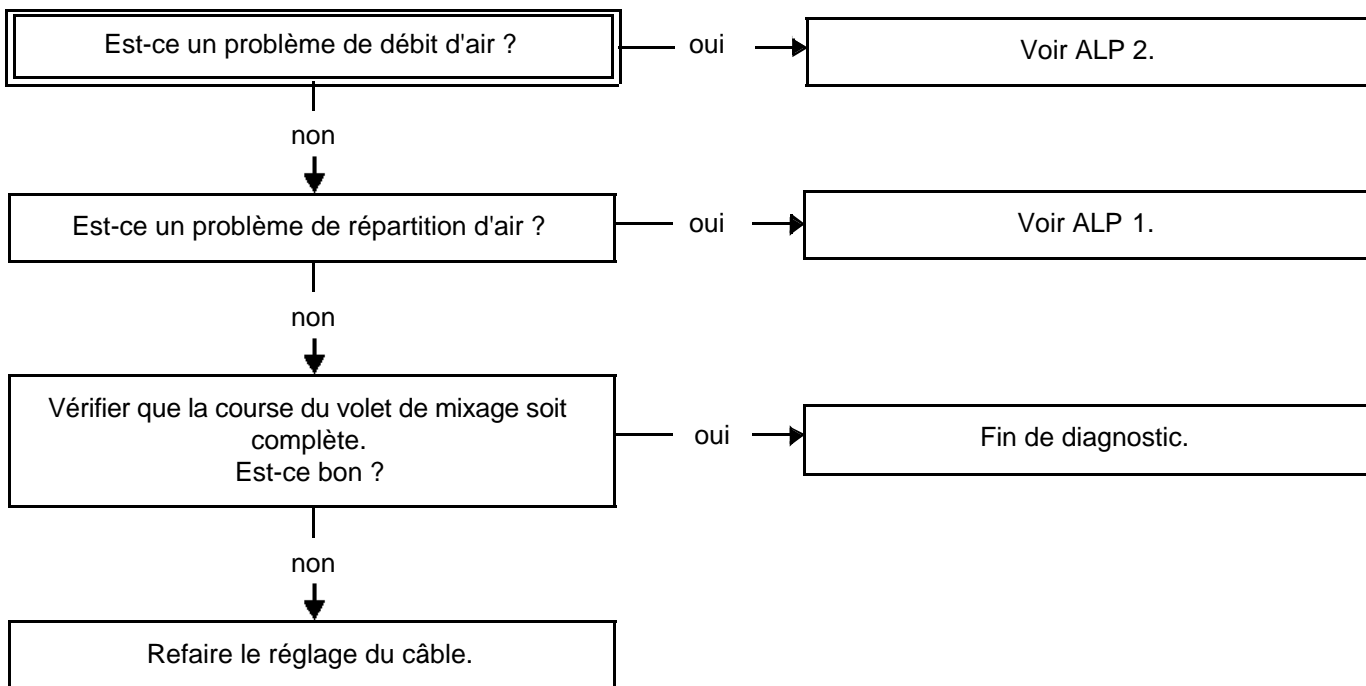 Est-ce un problème de débit d'air ?
oui
Voir ALP 2.
non
Est-ce un problème de répartition d'air ?
oui
Voir ALP 1.
non
Vérifier que la course du volet de mixage soit
complète.
Est-ce bon ?
oui
Fin de diagnostic.
non
Refaire le réglage du câble.